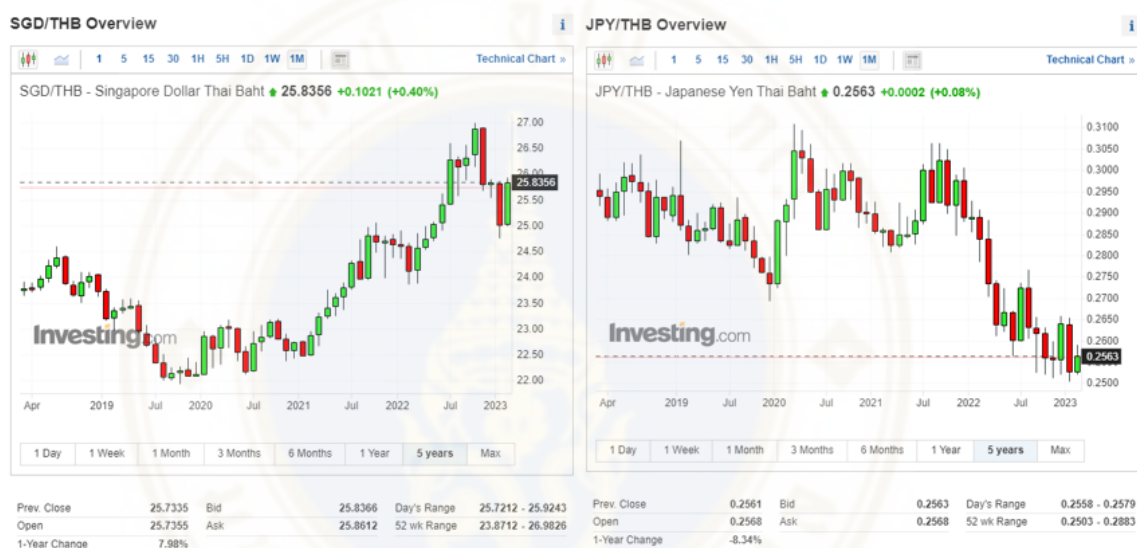 SGD/THB Overview
1 5 15 30 1H 5H 1D 1W 1M Technical Chart »
SGD/THB - Singapore Dollar Thai Baht 25.8356 +0.1021 (+0.40%)
27.00
26.50
26.00
25.8356
25.50
25.00
24.50
24.00
23.50
23.00
22.50
22.00
Investing.com
Apr 2019 Jul 2020 Jul 2021 Jul 2022 Jul 2023
1 Day 1 Week 1 Month 3 Months 6 Months 1 Year 5 years Max
Prev. Close 25.7335 Bid 25.8366 Day's Range 25.7212 - 25.9243
Open 25.7355 Ask 25.8612 52 wk Range 23.8712 - 26.9826
1-Year Change 7.98%
JPY/THB Overview
1 5 15 30 1H 5H 1D 1W 1M Technical Chart »
JPY/THB - Japanese Yen Thai Baht 0.2563 +0.0002 (+0.08%)
0.3100
0.3050
0.3000
0.2950
0.2900
0.2850
0.2800
0.2750
0.2700
0.2650
0.2600
0.2563
0.2500
Investing.com
Apr 2019 Jul 2020 Jul 2021 Jul 2022 Jul 2023
1 Day 1 Week 1 Month 3 Months 6 Months 1 Year 5 years Max
Prev. Close 0.2561 Bid 0.2563 Day's Range 0.2558 - 0.2579
Open 0.2568 Ask 0.2568 52 wk Range 0.2503 - 0.2883
1-Year Change -8.34%